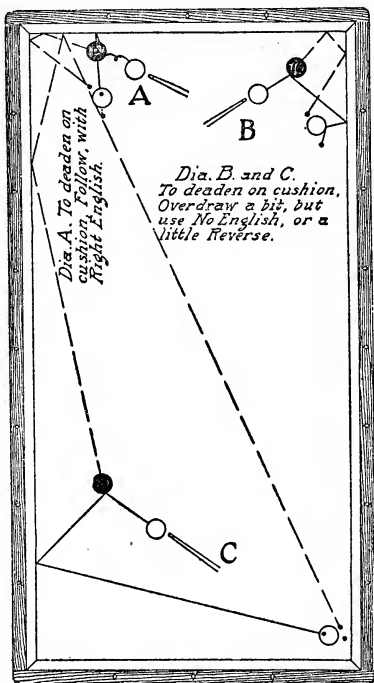 A
B
Dia. A. To deaden on
cushion. Follow, with
Right English.
Dia. B. and C.
To deaden on cushion,
Overdraw a bit, but
use No English, or a
little Reverse.
C